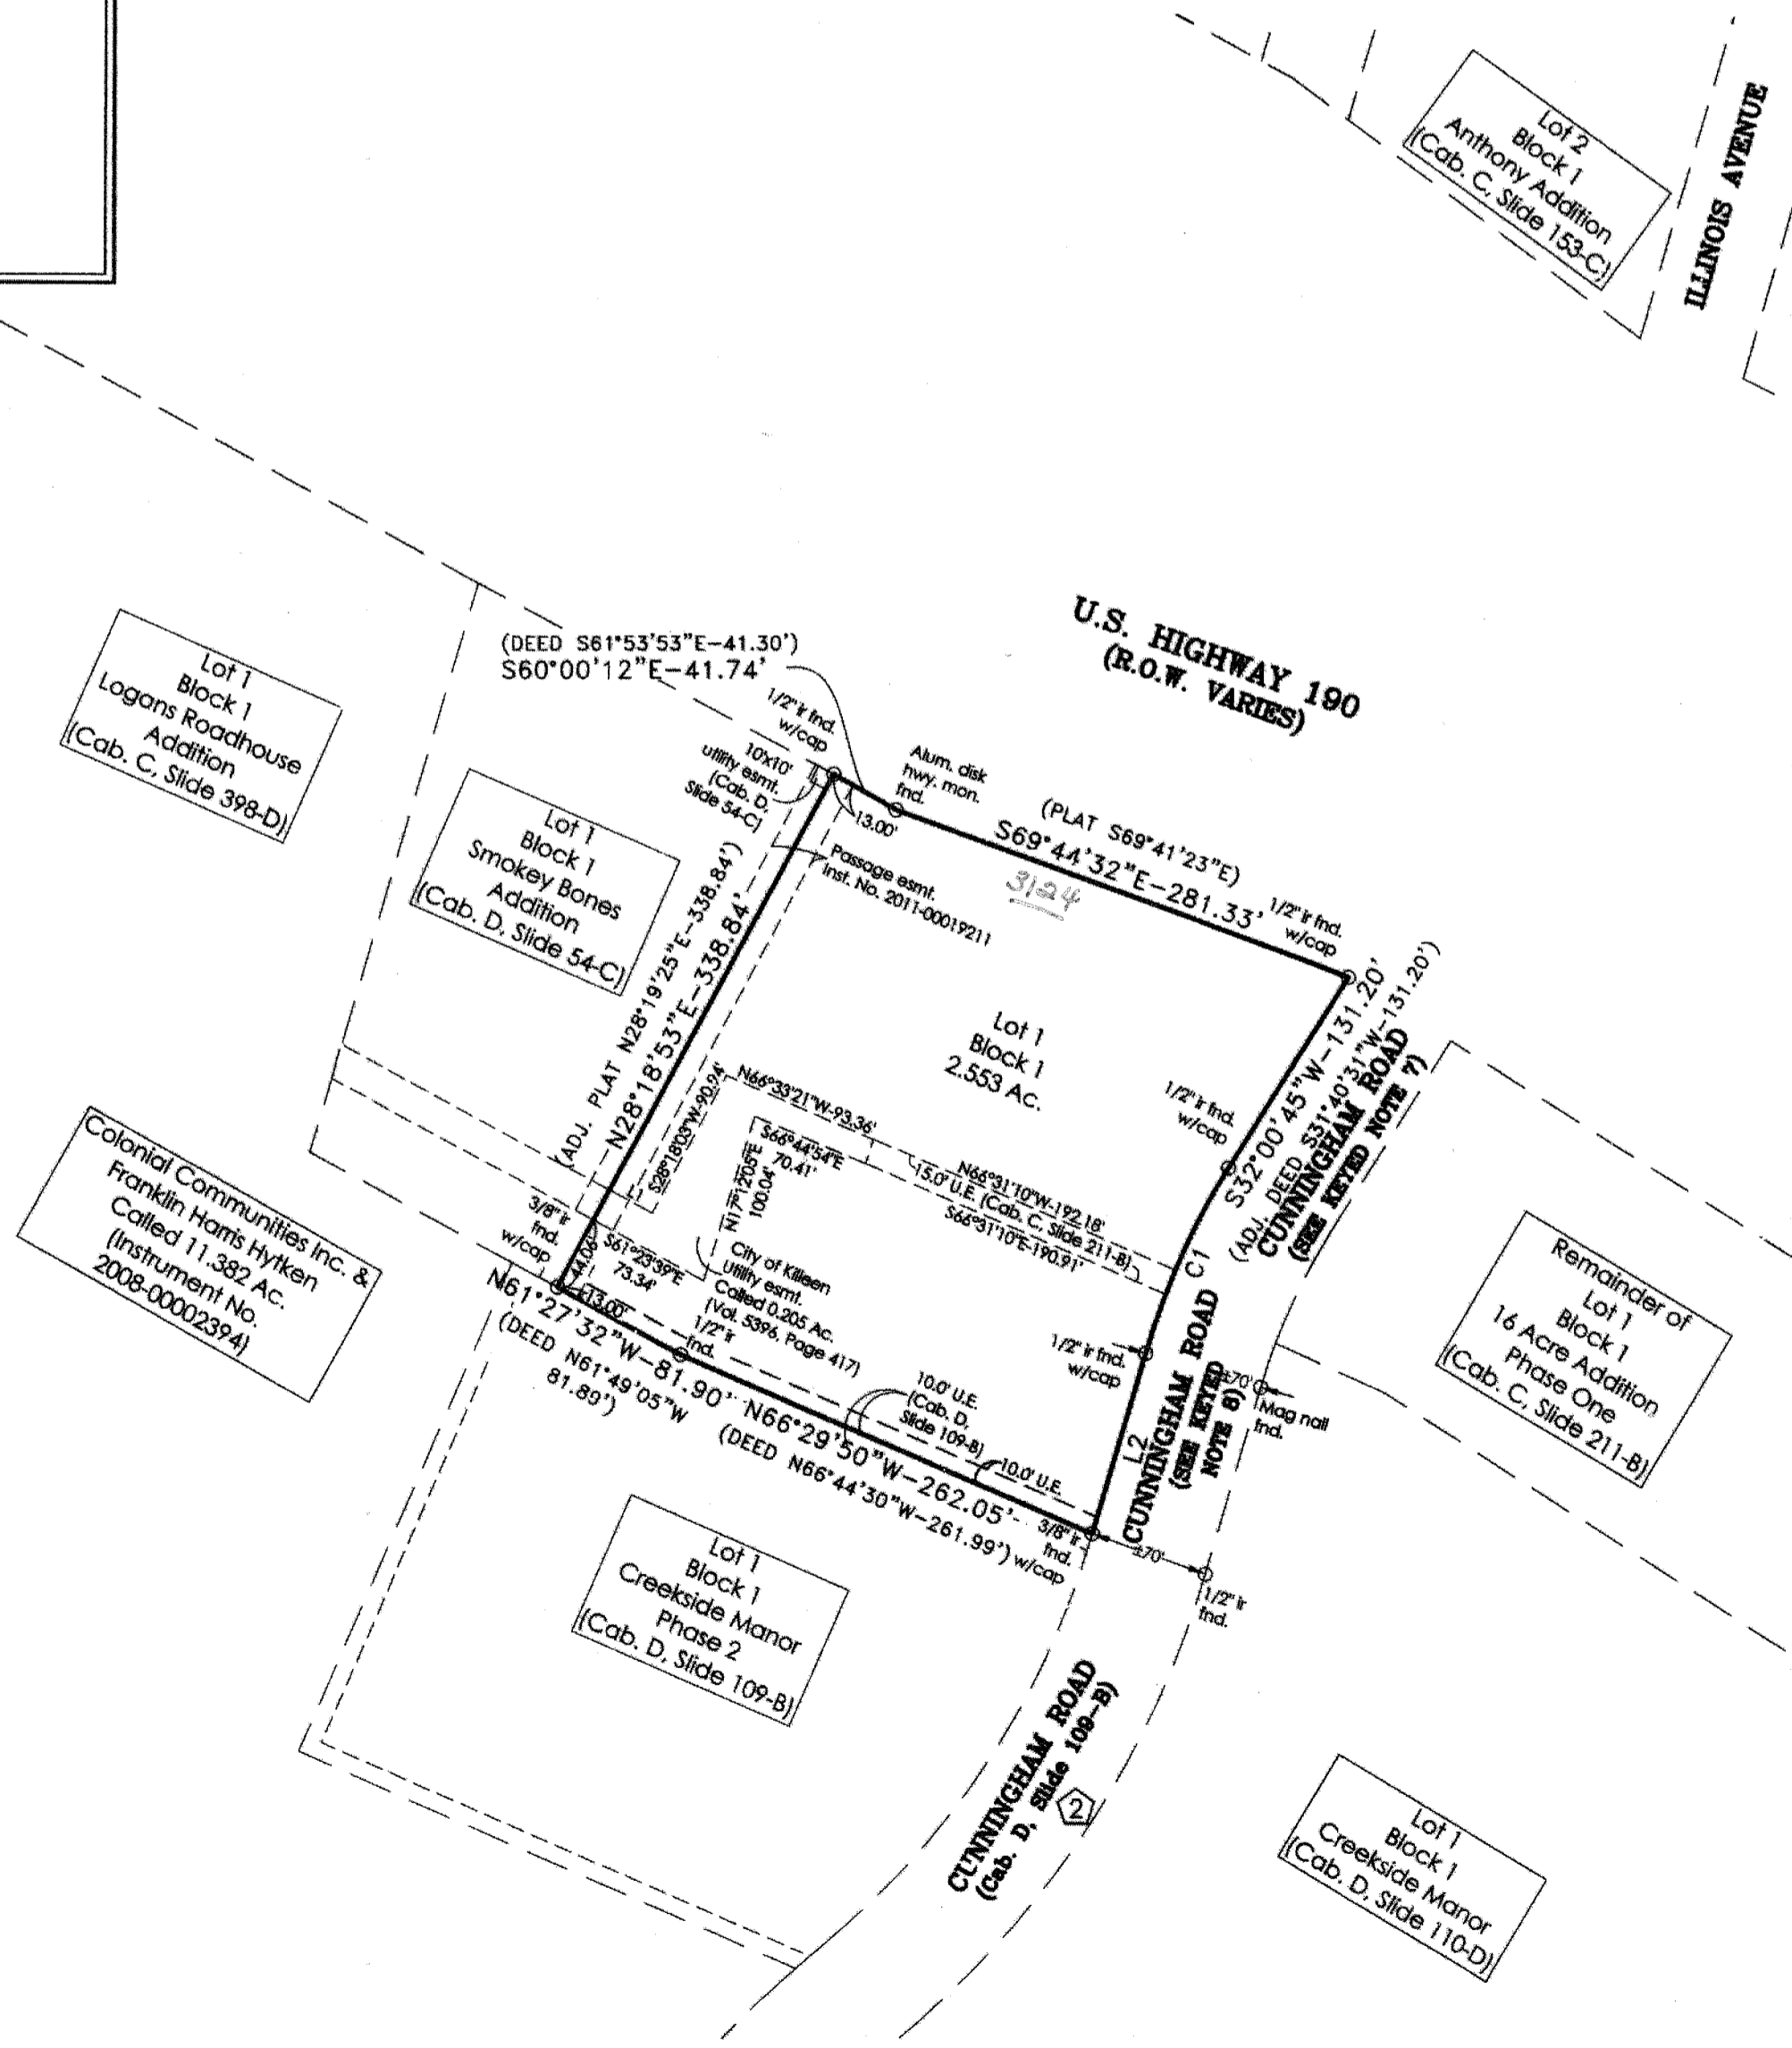 Lot 2
Block 1
Anthony Addition
(Cab. C, Slide 153-C)
ILLINOIS AVENUE
U.S. HIGHWAY 190
(R.O.W. VARIES)
(DEED S61°53'53"E-41.30')
S60°00'12"E-41.74'
1/2" ir fnd.
w/cap
10'x10'
utility esmt.
(Cab. D,
Slide 54-C)
Alum. disk
hwy. mon.
fnd.
13.00'
(PLAT S69°41'23"E)
S69°44'32"E-281.33'
3124
1/2" ir fnd.
w/cap
Passage esmt.
Inst. No. 2011-00019211
Lot 1
Block 1
Logans Roadhouse
Addition
(Cab. C, Slide 398-D)
Lot 1
Block 1
Smokey Bones
Addition
(Cab. D, Slide 54-C)
(ADJ. PLAT N28°19'25"E-338.84')
N28°18'53"E-338.84'
Lot 1
Block 1
2.553 Ac.
S32°00'45"W-131.20'
(ADJ. DEED S31°40'31"W-131.20')
CUNNINGHAM ROAD
(SEE KEYED NOTE 7)
1/2" ir fnd.
w/cap
S28°18'03"W-90.94'
N66°33'21"W-93.36'
S66°44'54"E
70.41'
N17°12'05"E
100.04'
N66°31'10"W-192.18'
15.0' U.E. (Cab. C, Slide 211-B)
S66°31'10"E-190.91'
L1
C1
Colonial Communities Inc. &
Franklin Harris Hytken
Called 11.382 Ac.
(Instrument No.
2008-00002394)
3/8" ir
fnd.
w/cap
44.06'
S61°23'39"E
73.34'
13.00'
City of Killeen
Utility esmt.
Called 0.205 Ac.
(Vol. 5396, Page 417)
1/2" ir
fnd.
N61°27'32"W-81.90'
(DEED N61°49'05"W
81.89')
N66°29'50"W-262.05'
(DEED N66°44'30"W-261.99')
10.0' U.E.
(Cab. D,
Slide 109-B)
10.0' U.E.
1/2" ir fnd.
w/cap
L2
CUNNINGHAM ROAD
(SEE KEYED
NOTE 8)
±70'
Mag nail
fnd.
3/8" ir
fnd.
w/cap
±70'
1/2" ir
fnd.
Remainder of
Lot 1
Block 1
16 Acre Addition
Phase One
(Cab. C, Slide 211-B)
Lot 1
Block 1
Creekside Manor
Phase 2
(Cab. D, Slide 109-B)
CUNNINGHAM ROAD
(Cab. D, Slide 109-B)
2
Lot 1
Block 1
Creekside Manor
(Cab. D, Slide 110-D)